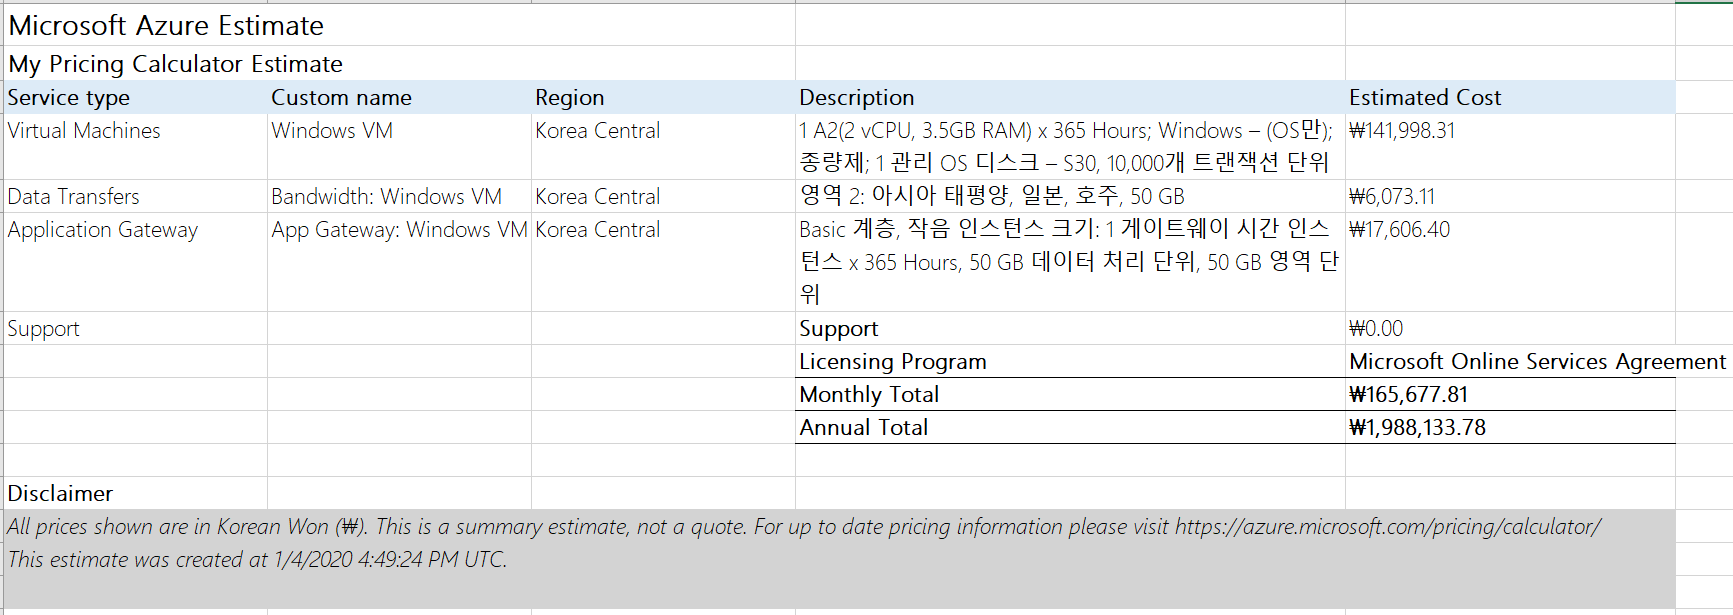 Microsoft Azure Estimate
My Pricing Calculator Estimate
Service type Custom name Region Description Estimated Cost
Virtual Machines Windows VM Korea Central 1 A2(2 vCPU, 3.5GB RAM) x 365 Hours; Windows – (OS만); ₩141,998.31
종량제; 1 관리 OS 디스크 – S30, 10,000개 트랜잭션 단위
Data Transfers Bandwidth: Windows VM Korea Central 영역 2: 아시아 태평양, 일본, 호주, 50 GB ₩6,073.11
Application Gateway App Gateway: Windows VM Korea Central Basic 계층, 작음 인스턴스 크기: 1 게이트웨이 시간 인스 ₩17,606.40
턴스 x 365 Hours, 50 GB 데이터 처리 단위, 50 GB 영역 단
위
Support Support ₩0.00
Licensing Program Microsoft Online Services Agreement
Monthly Total ₩165,677.81
Annual Total ₩1,988,133.78
Disclaimer
All prices shown are in Korean Won (₩). This is a summary estimate, not a quote. For up to date pricing information please visit https://azure.microsoft.com/pricing/calculator/
This estimate was created at 1/4/2020 4:49:24 PM UTC.